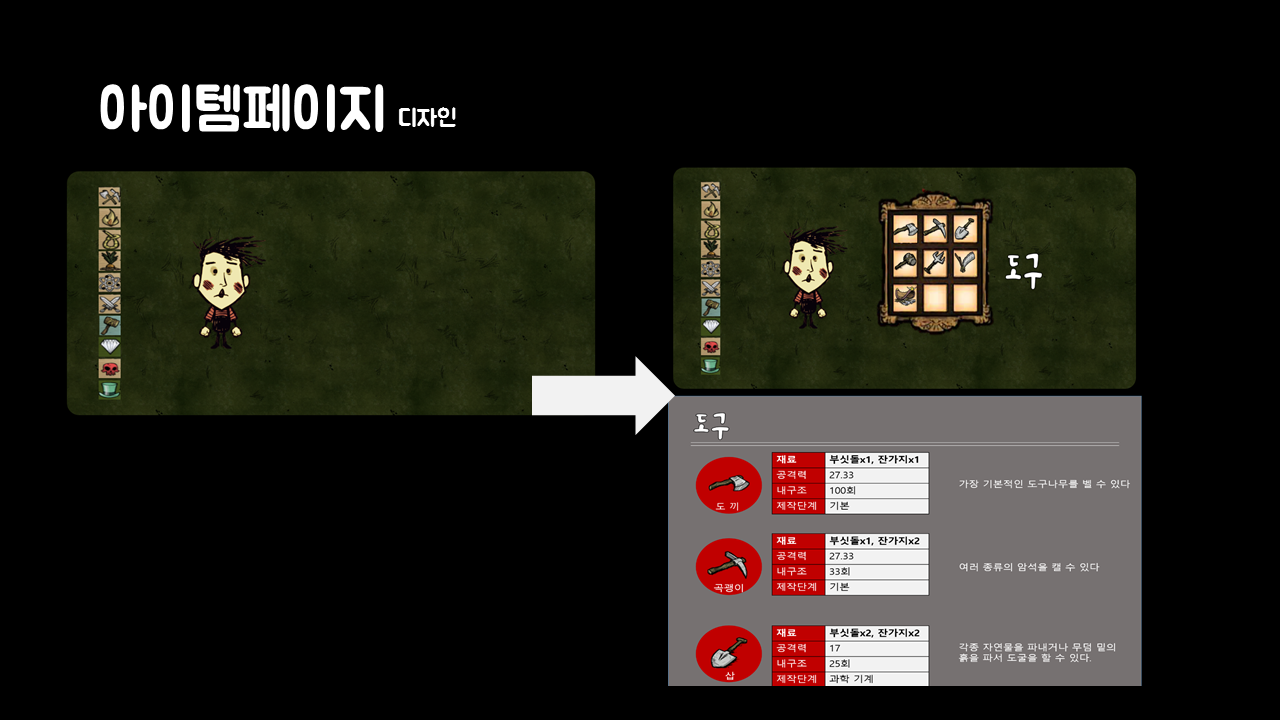 아이템페이지 디자인
도구
도구
재료 부싯돌x1, 잔가지x1
공격력 27.33
내구조 100회
제작단계 기본
도 끼
가장 기본적인 도구나무를 벨 수 있다
재료 부싯돌x1, 잔가지x2
공격력 27.33
내구조 33회
제작단계 기본
곡괭이
여러 종류의 암석을 캘 수 있다
재료 부싯돌x2, 잔가지x2
공격력 17
내구조 25회
제작단계 과학 기계
삽
각종 자연물을 파내거나 무덤 밑의
흙을 파서 도굴을 할 수 있다.